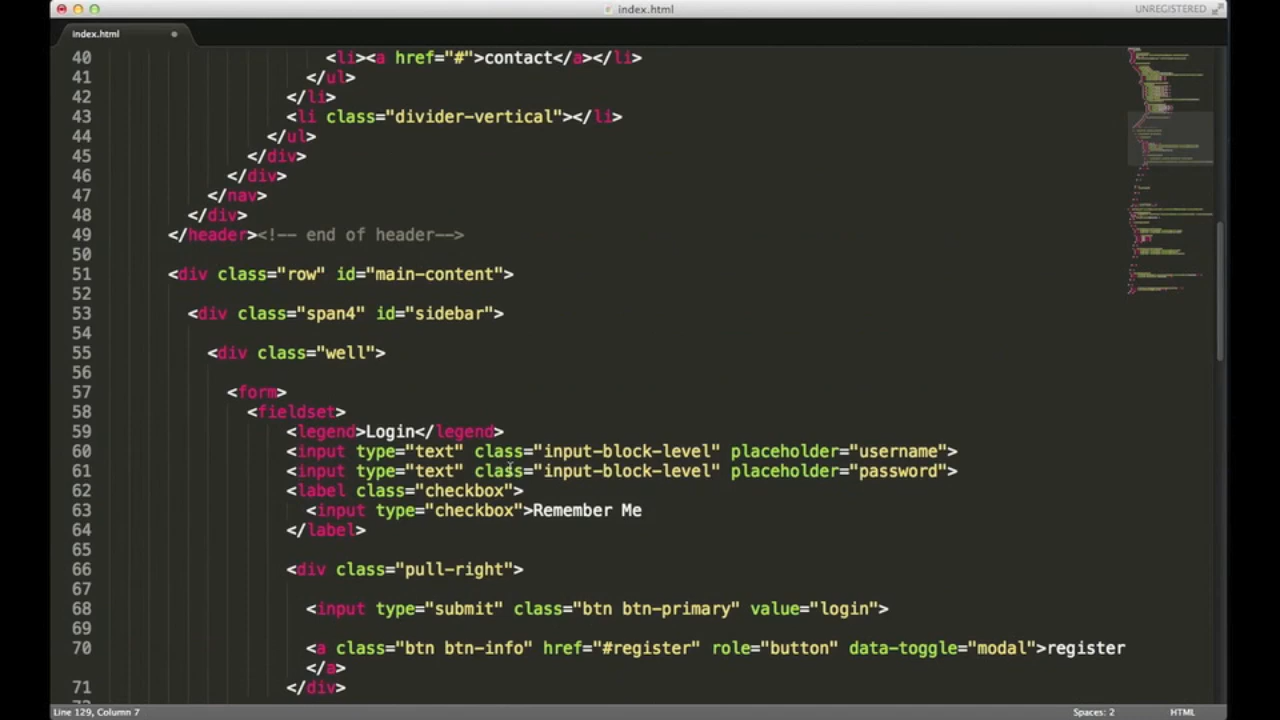 index.html
UNREGISTERED
index.html
40 <li><a href="#">contact</a></li>
41 </ul>
42 </li>
43 <li class="divider-vertical"></li>
44 </ul>
45 </div>
46 </div>
47 </nav>
48 </div>
49 </header><!-- end of header-->
50
51 <div class="row" id="main-content">
52
53 <div class="span4" id="sidebar">
54
55 <div class="well">
56
57 <form>
58 <fieldset>
59 <legend>Login</legend>
60 <input type="text" class="input-block-level" placeholder="username">
61 <input type="text" class="input-block-level" placeholder="password">
62 <label class="checkbox">
63 <input type="checkbox">Remember Me
64 </label>
65
66 <div class="pull-right">
67
68 <input type="submit" class="btn btn-primary" value="login">
69
70 <a class="btn btn-info" href="#register" role="button" data-toggle="modal">register
</a>
71 </div>
Line 129, Column 7
Spaces: 2
HTML